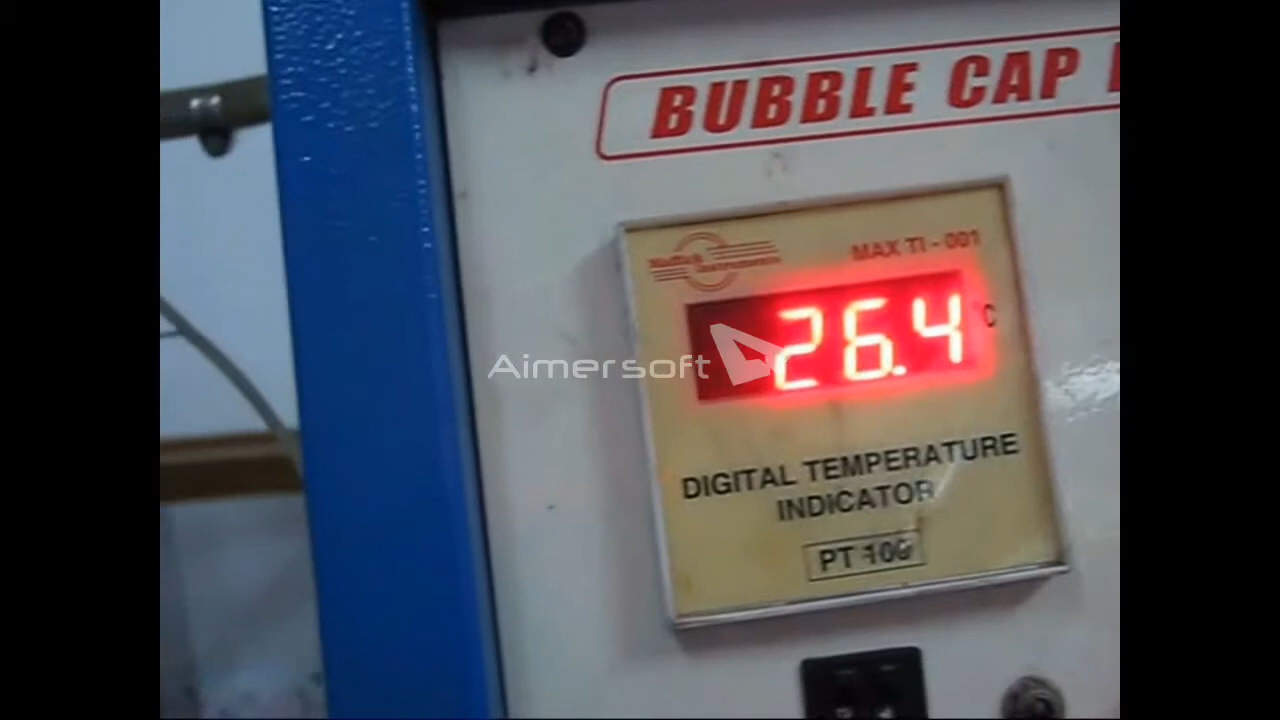 BUBBLE CAP
MAX TI - 001
26.4 °C
Aimersoft
DIGITAL TEMPERATURE
INDICATOR
PT 100